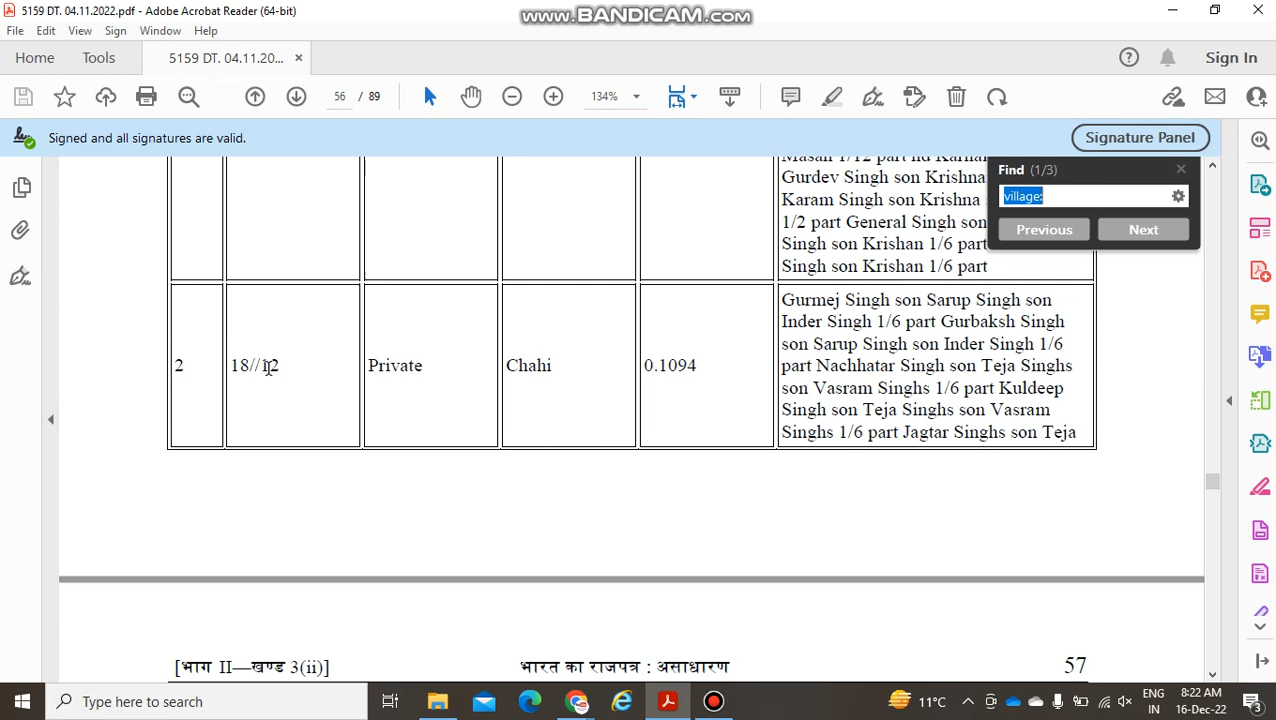 5159 DT. 04.11.2022.pdf - Adobe Acrobat Reader (64-bit)
www.BANDICAM.com
File Edit View Sign Window Help
Home Tools 5159 DT. 04.11.20... Sign In
56 / 89 134%
Signed and all signatures are valid.
Signature Panel
Find (1/3)
village:
Previous Next
Gurdev Singh son Krishna
Karam Singh son Krishna
1/2 part General Singh son
Singh son Krishan 1/6 part
Singh son Krishan 1/6 part
2 18//12 Private Chahi 0.1094
Gurmej Singh son Sarup Singh son
Inder Singh 1/6 part Gurbaksh Singh
son Sarup Singh son Inder Singh 1/6
part Nachhatar Singh son Teja Singhs
son Vasram Singhs 1/6 part Kuldeep
Singh son Teja Singhs son Vasram
Singhs 1/6 part Jagtar Singhs son Teja
[भाग II—खण्ड 3(ii)] भारत का राजपत्र : असाधारण 57
Type here to search
11°C
ENG
IN
8:22 AM
16-Dec-22
3